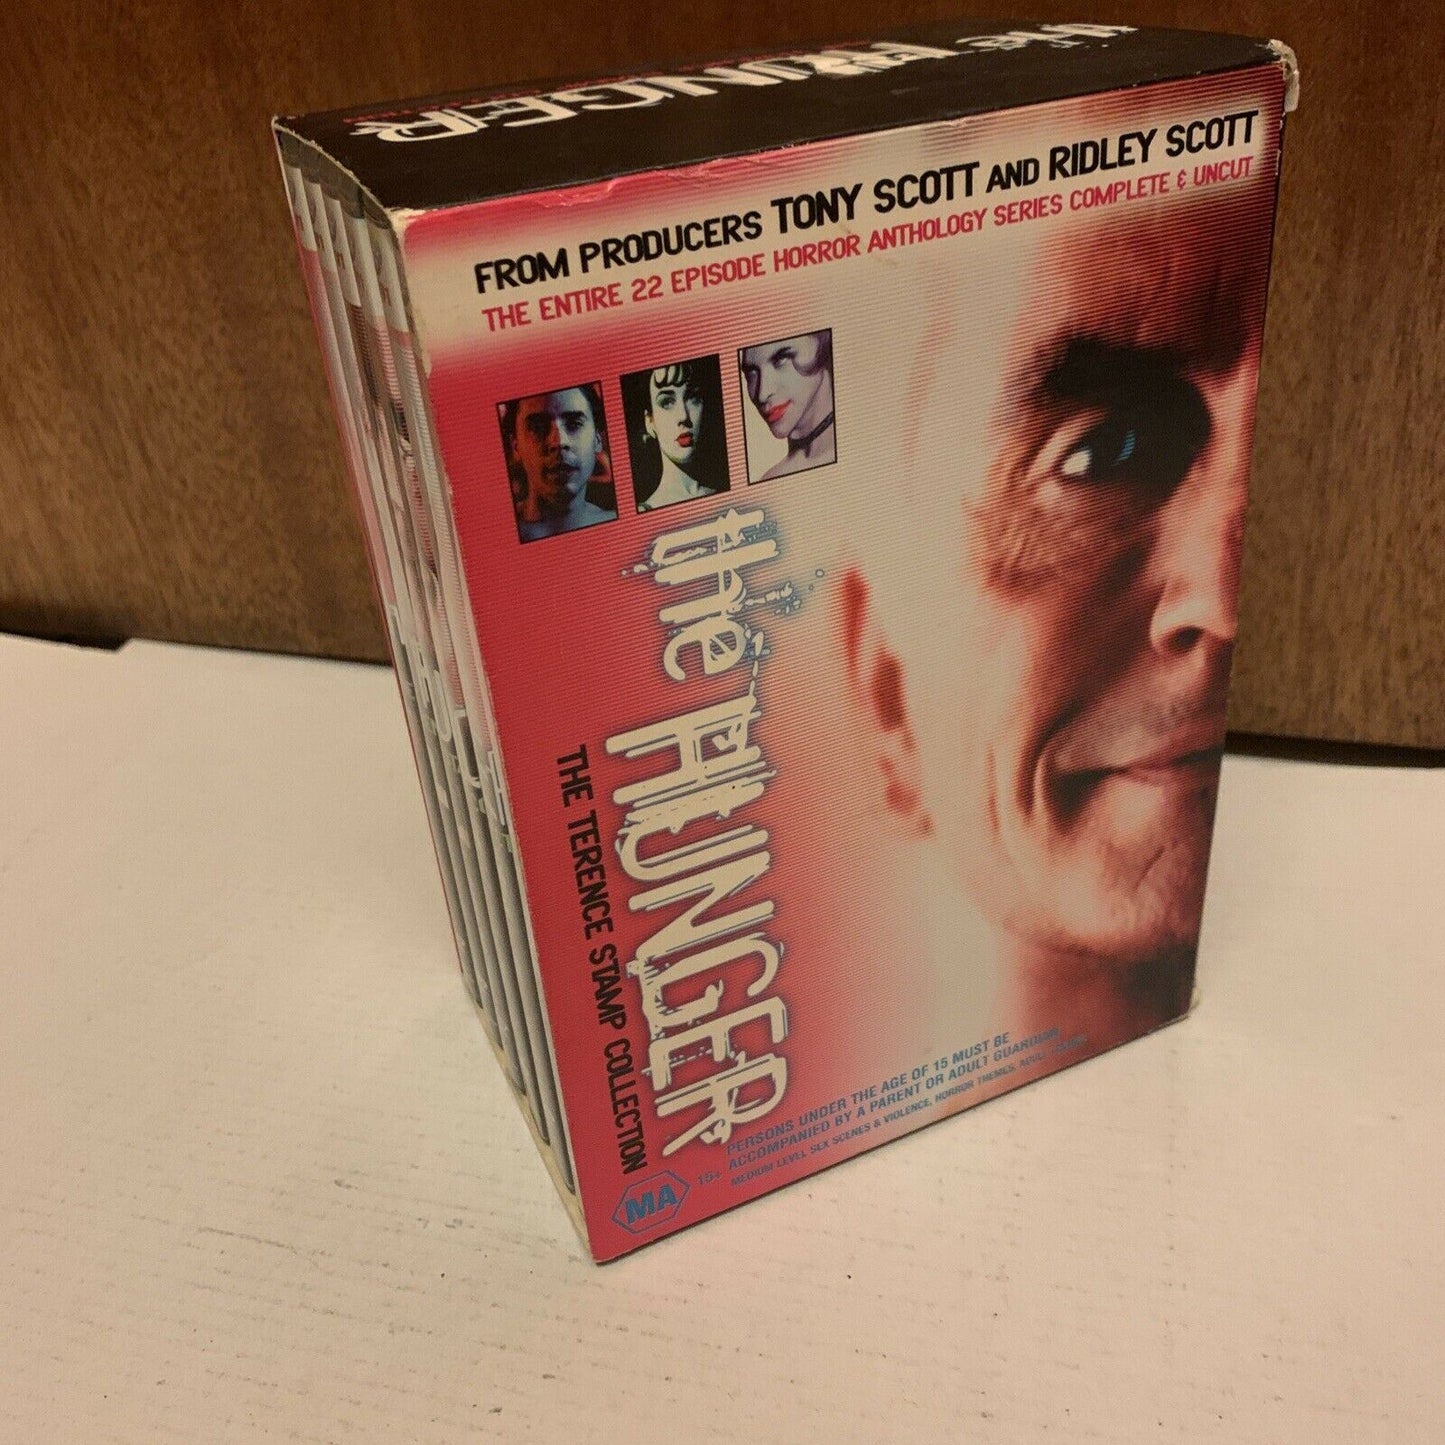 the HUNGER
FROM PRODUCERS TONY SCOTT AND RIDLEY SCOTT
THE ENTIRE 22 EPISODE HORROR ANTHOLOGY SERIES COMPLETE & UNCUT
the HUNGER
THE TERENCE STAMP COLLECTION
MA 15+
PERSONS UNDER THE AGE OF 15 MUST BE
ACCOMPANIED BY A PARENT OR ADULT GUARDIAN
MEDIUM LEVEL SEX SCENES & VIOLENCE, HORROR THEMES, ADULT THEMES